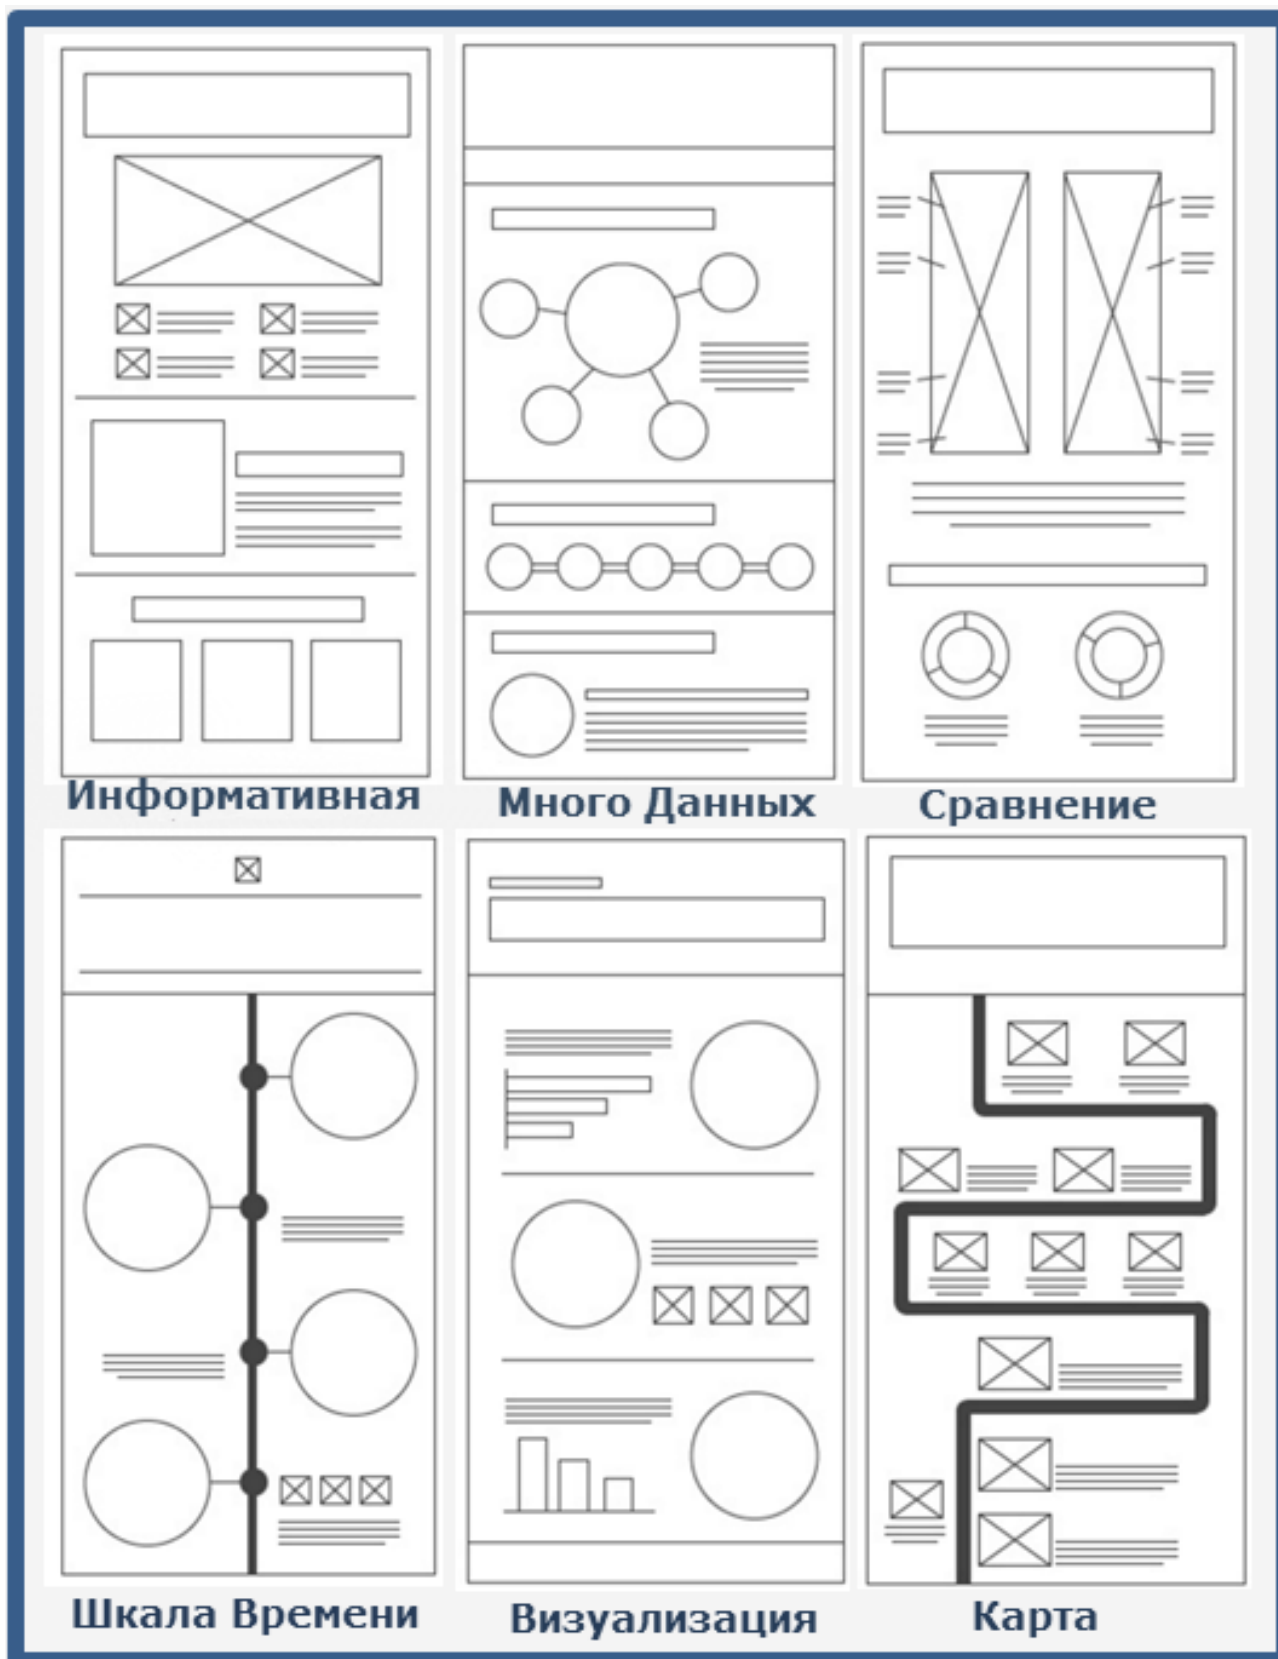 Информативная
Много Данных
Сравнение
Шкала Времени
Визуализация
Карта